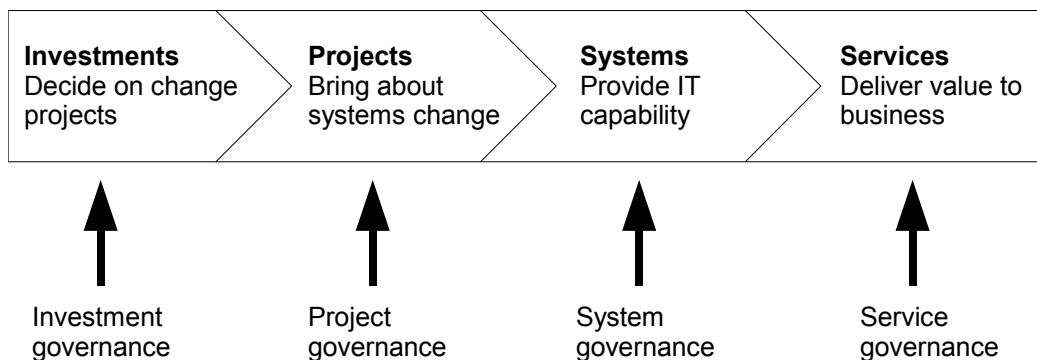 Investments
Decide on change
projects
Projects
Bring about
systems change
Systems
Provide IT
capability
Services
Deliver value to
business
Investment
governance
Project
governance
System
governance
Service
governance